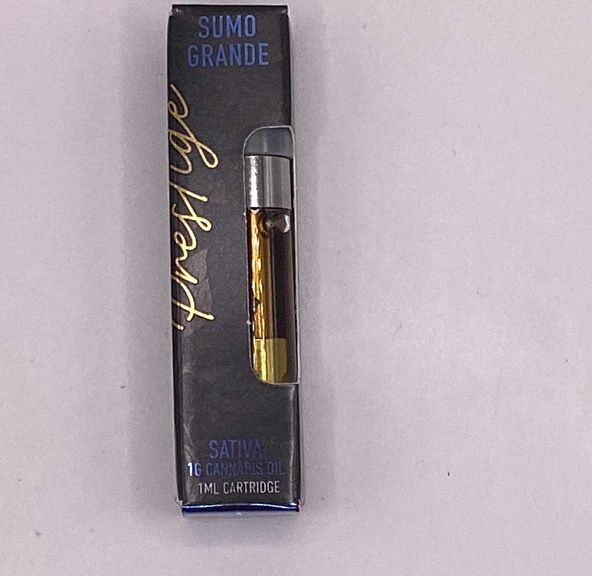 SUMO
GRANDE
Prestige
SATIVA
1G CANNABIS OIL
1ML CARTRIDGE